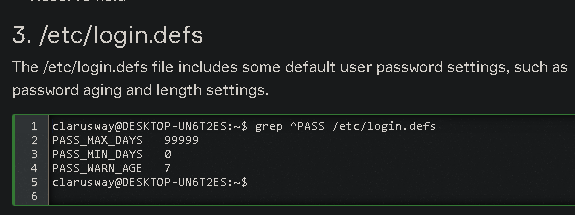 3. /etc/login.defs
The /etc/login.defs file includes some default user password settings, such as
password aging and length settings.
1 clarusway@DESKTOP-UN6T2ES:~$ grep ^PASS /etc/login.defs
2 PASS_MAX_DAYS 99999
3 PASS_MIN_DAYS 0
4 PASS_WARN_AGE 7
5 clarusway@DESKTOP-UN6T2ES:~$
6